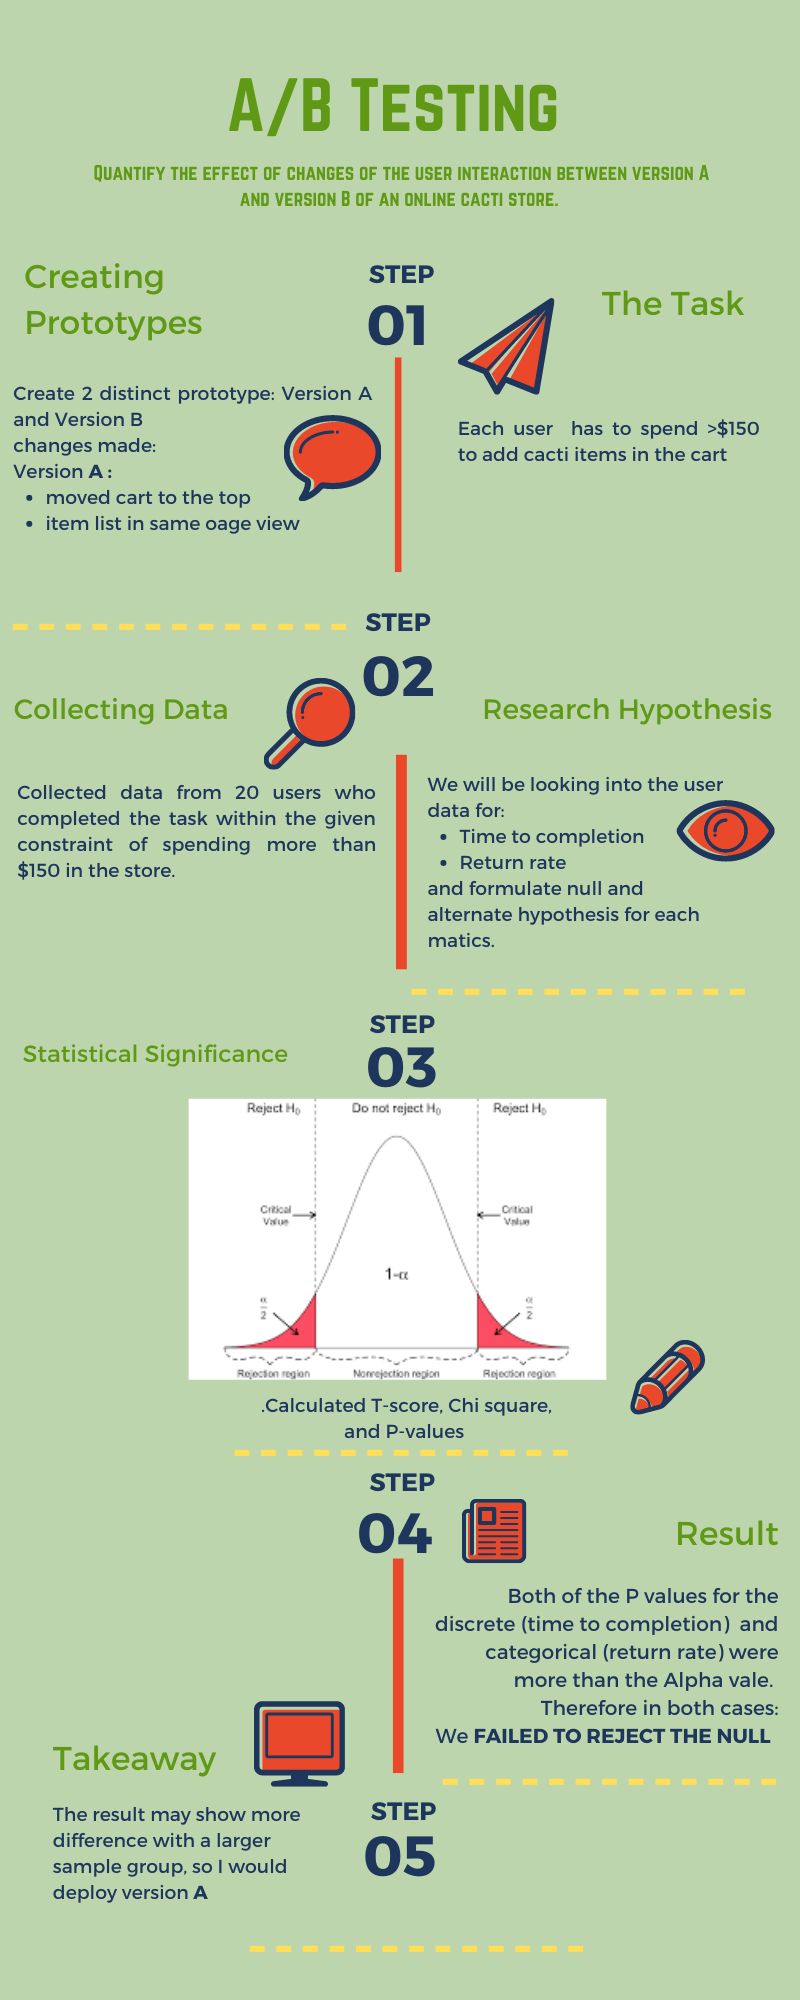 A/B Testing
Quantify the effect of changes of the user interaction between version A
and version B of an online cacti store.
STEP
01
Creating
Prototypes
Create 2 distinct prototype: Version A
and Version B
changes made:
Version A :
• moved cart to the top
• item list in same oage view
The Task
Each user has to spend >$150
to add cacti items in the cart
STEP
02
Collecting Data
Collected data from 20 users who
completed the task within the given
constraint of spending more than
$150 in the store.
Research Hypothesis
We will be looking into the user
data for:
• Time to completion
• Return rate
and formulate null and
alternate hypothesis for each
matics.
STEP
03
Statistical Significance
Reject H0
Do not reject H0
Reject H0
Critical
Value
Critical
Value
1-α
α
2
α
2
Rejection region
Nonrejection region
Rejection region
.Calculated T-score, Chi square,
and P-values
STEP
04
Result
Both of the P values for the
discrete (time to completion) and
categorical (return rate) were
more than the Alpha vale.
Therefore in both cases:
We FAILED TO REJECT THE NULL
STEP
05
Takeaway
The result may show more
difference with a larger
sample group, so I would
deploy version A